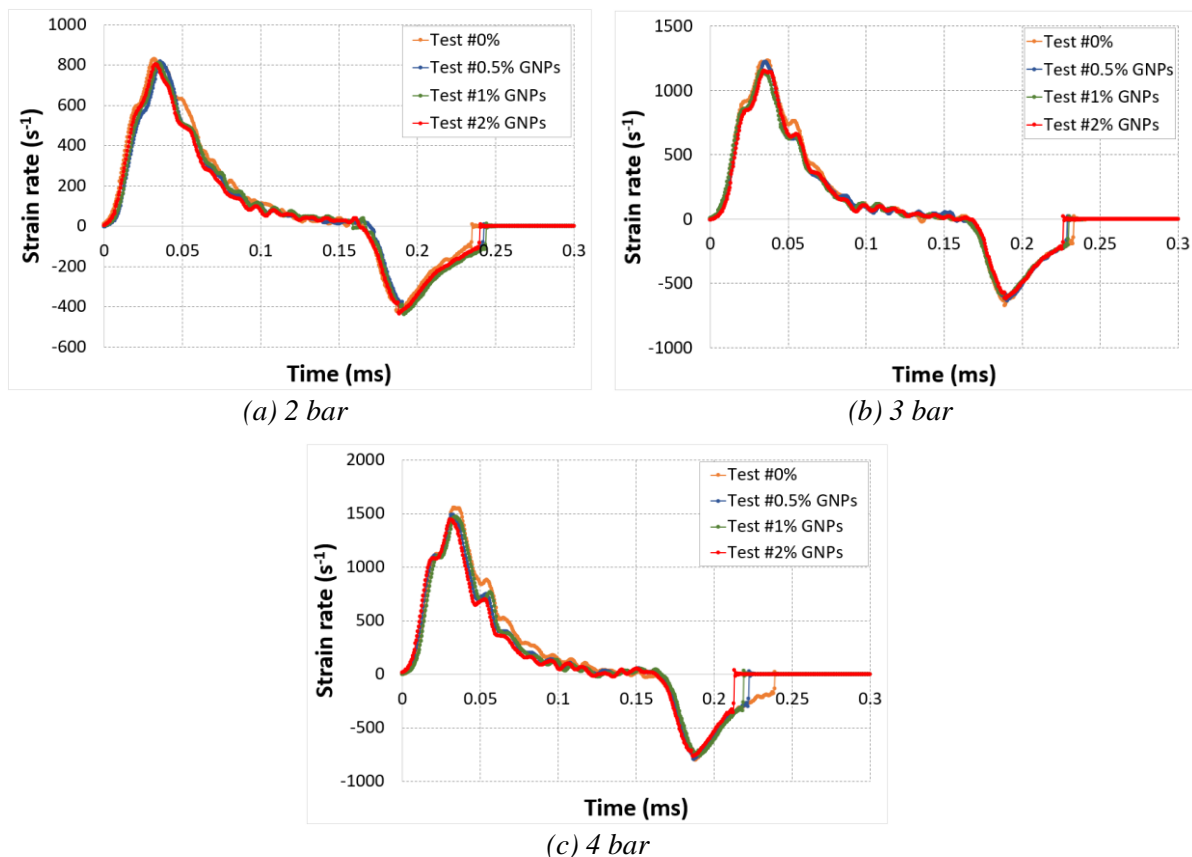 1000
800
600
400
200
0
-200
-400
-600
0
0.05
0.1
0.15
0.2
0.25
0.3
Strain rate (s-1)
Time (ms)
Test #0%
Test #0.5% GNPs
Test #1% GNPs
Test #2% GNPs
(a) 2 bar
1500
1000
500
0
-500
-1000
0
0.05
0.1
0.15
0.2
0.25
0.3
Strain rate (s-1)
Time (ms)
Test #0%
Test #0.5% GNPs
Test #1% GNPs
Test #2% GNPs
(b) 3 bar
2000
1500
1000
500
0
-500
-1000
0
0.05
0.1
0.15
0.2
0.25
0.3
Strain rate (s-1)
Time (ms)
Test #0%
Test #0.5% GNPs
Test #1% GNPs
Test #2% GNPs
(c) 4 bar